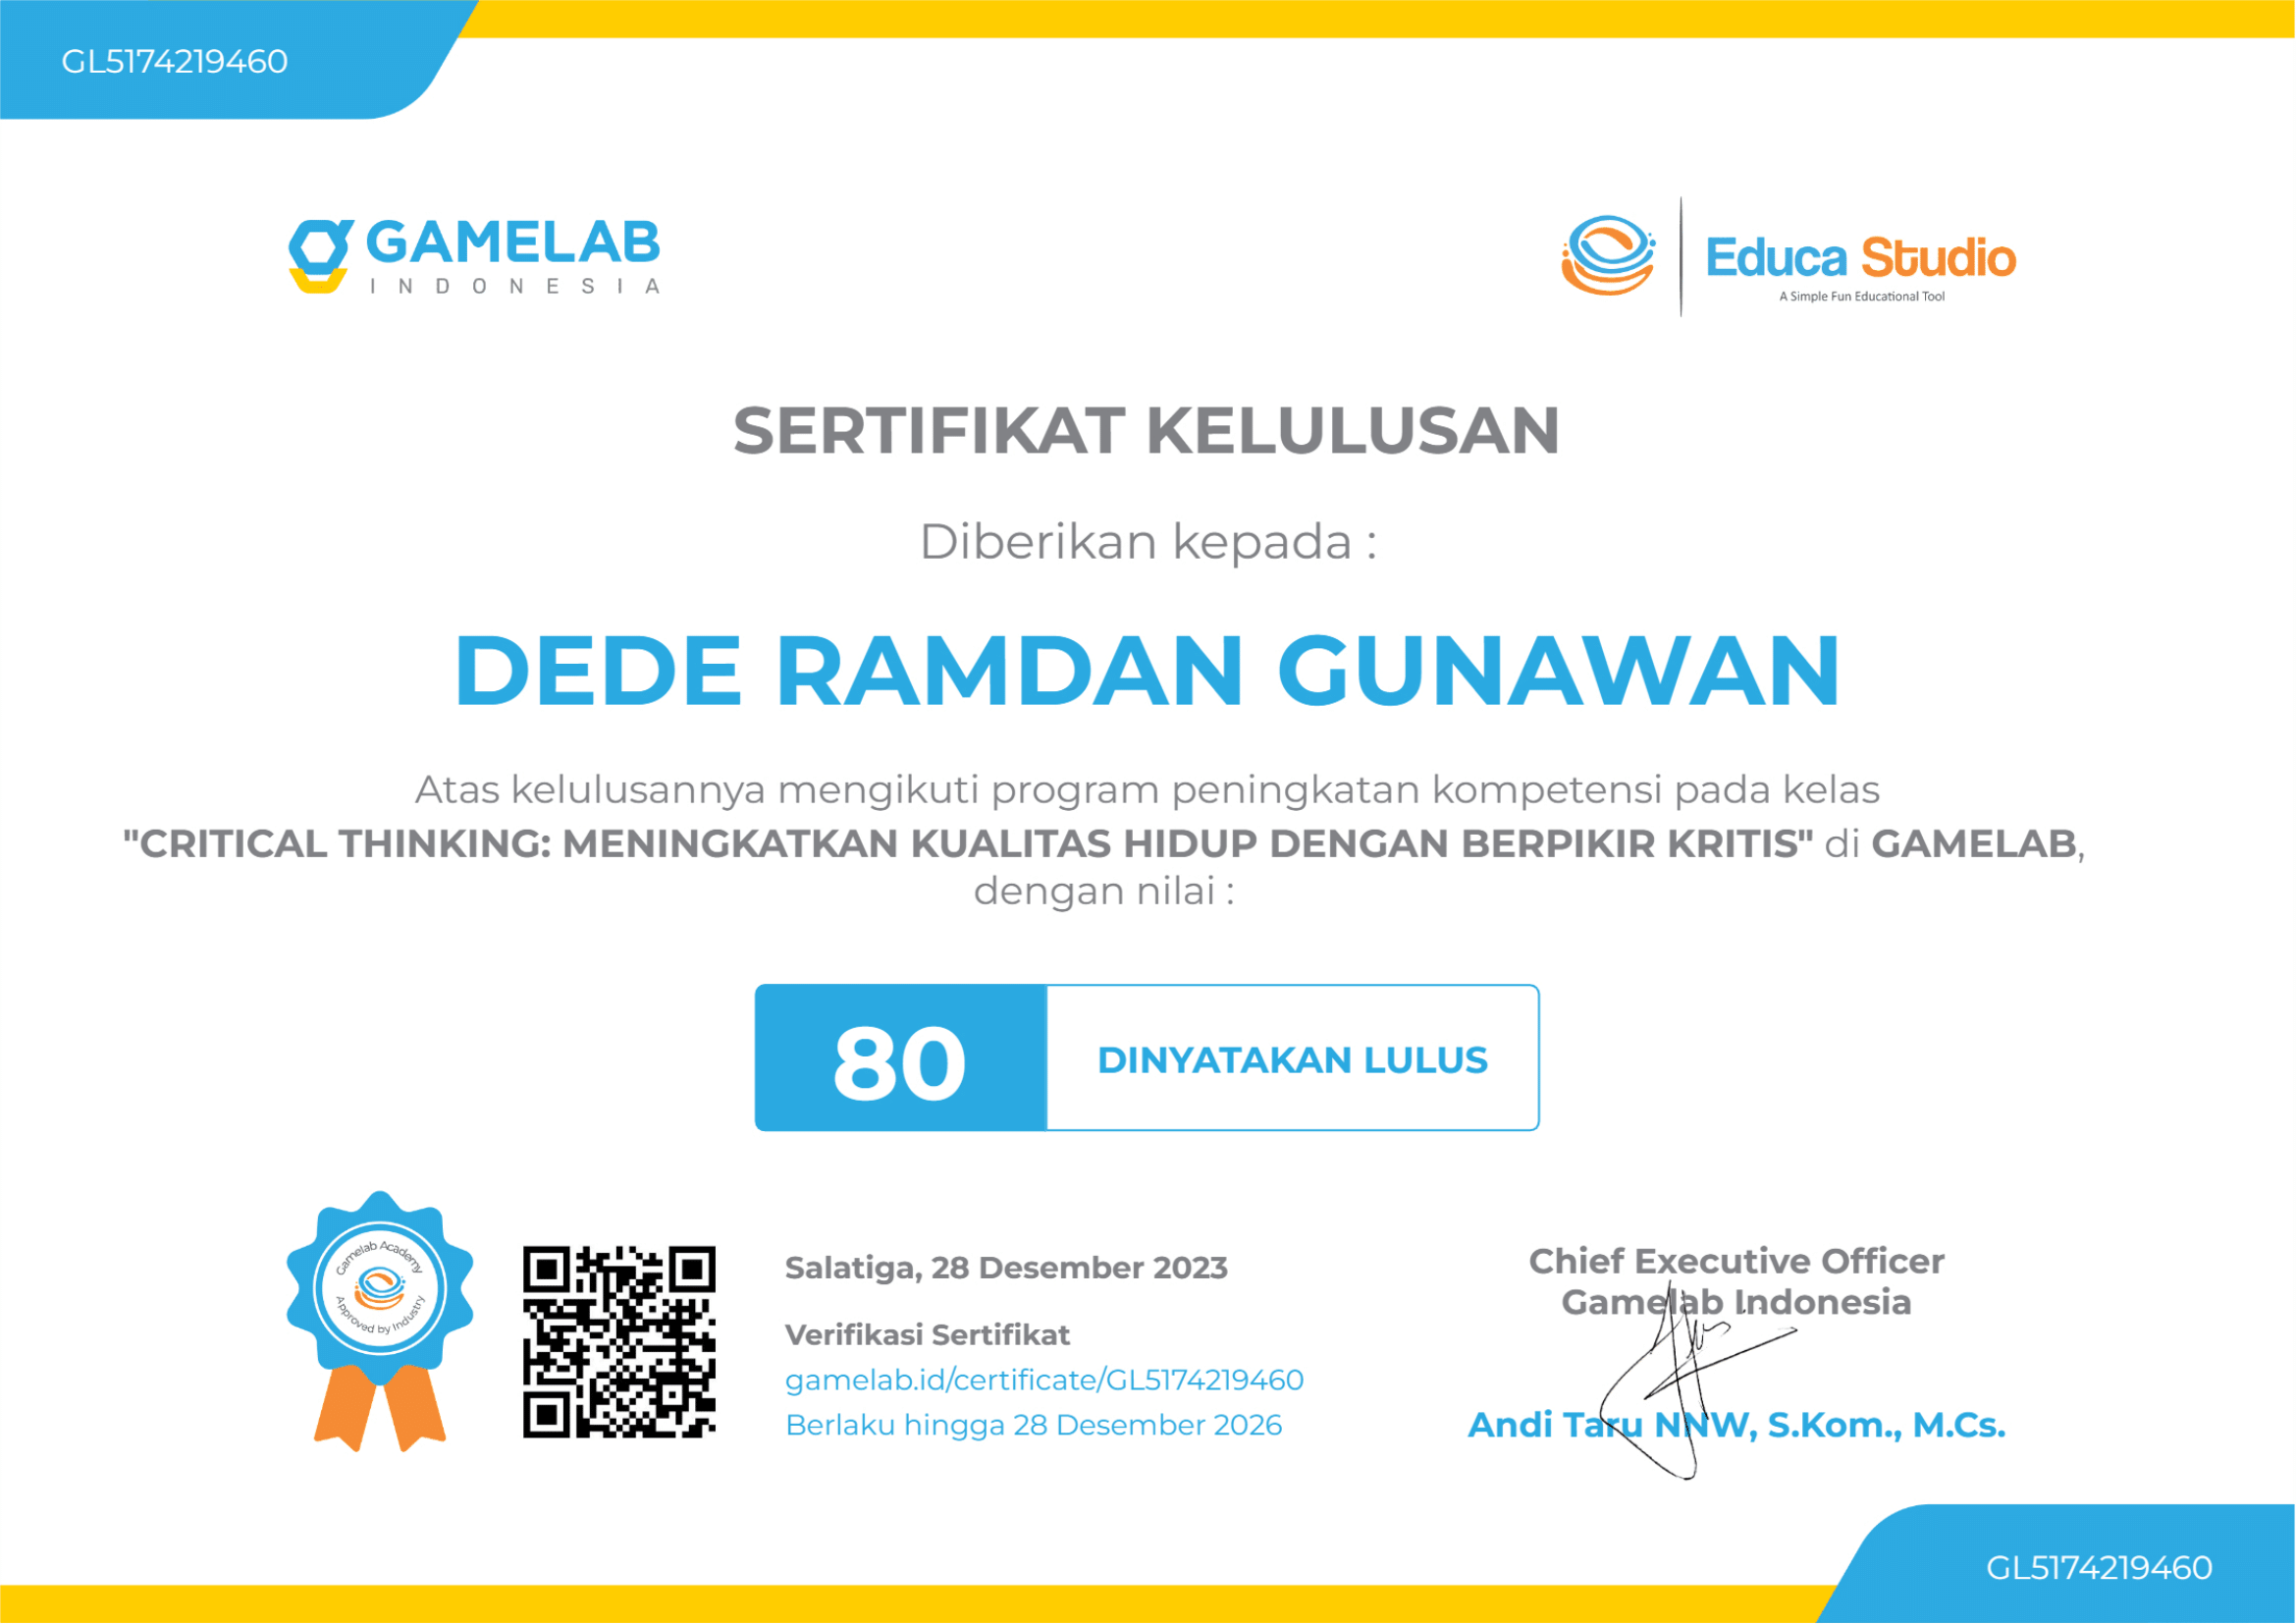 GL5174219460
GAMELAB
INDONESIA
Educa Studio
A Simple Fun Educational Tool
SERTIFIKAT KELULUSAN
Diberikan kepada :
DEDE RAMDAN GUNAWAN
Atas kelulusannya mengikuti program peningkatan kompetensi pada kelas
"CRITICAL THINKING: MENINGKATKAN KUALITAS HIDUP DENGAN BERPIKIR KRITIS" di GAMELAB,
dengan nilai :
80
DINYATAKAN LULUS
Gamelab Academy
Approved by Industry
Salatiga, 28 Desember 2023
Verifikasi Sertifikat
gamelab.id/certificate/GL5174219460
Berlaku hingga 28 Desember 2026
Chief Executive Officer
Gamelab Indonesia
Andi Taru NNW, S.Kom., M.Cs.
GL5174219460